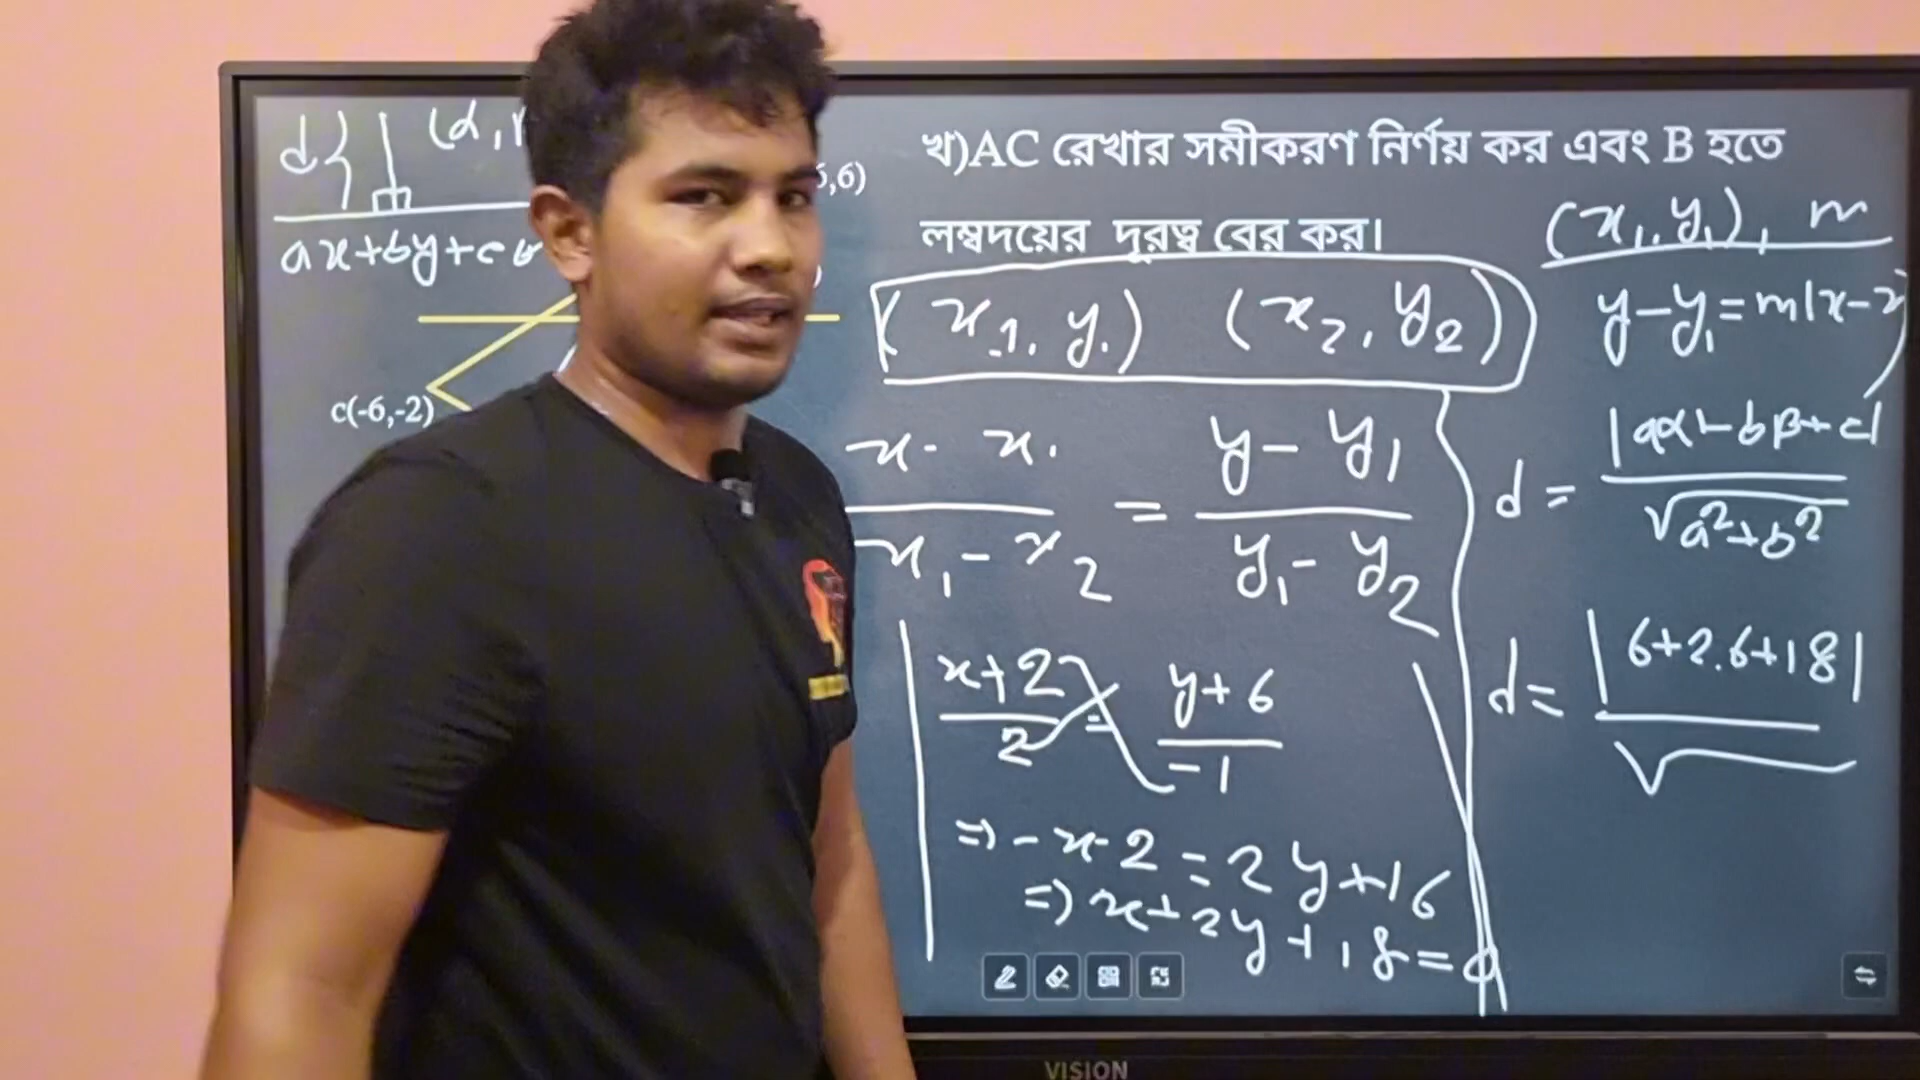 d (α,
ax+by+c
,6)
c(-6,-2)
খ)AC রেখার সমীকরণ নির্ণয় কর এবং B হতে
লম্বদয়ের দূরত্ব বের কর।
(x₁, y₁), m
(x₁, y₁) (x₂, y₂)
y-y₁=m(x-x
x-x₁ / x₁-x₂ = y-y₁ / y₁-y₂
d = |aα+bβ+c| / √a²+b²
x+2 / 2 = y+6 / -1
d = |6+2.6+18| / √
⇒ -x-2 = 2y+16
⇒ x+2y+18=0
VISION